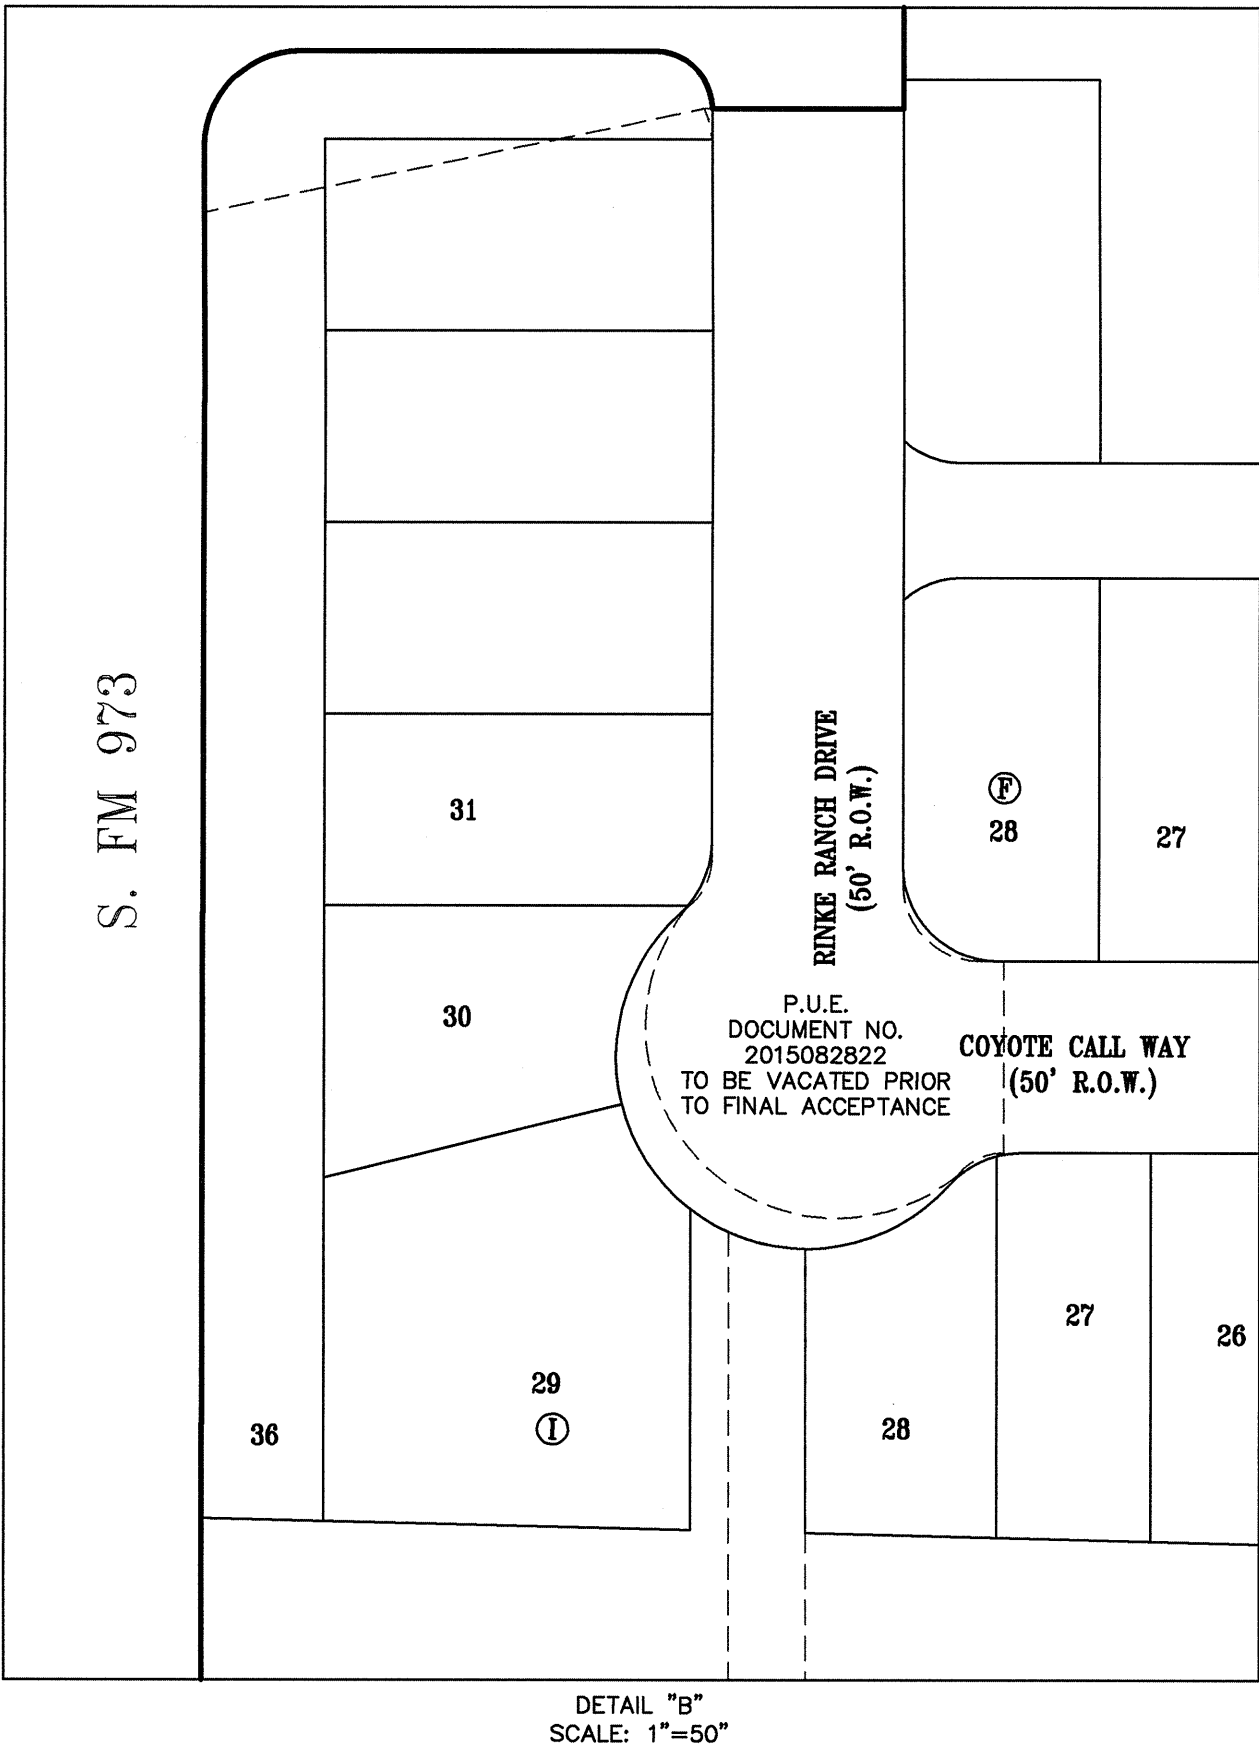 S. FM 973
31
30
29
I
36
RINKE RANCH DRIVE
(50' R.O.W.)
F
28
27
P.U.E.
DOCUMENT NO.
2015082822
TO BE VACATED PRIOR
TO FINAL ACCEPTANCE
COYOTE CALL WAY
(50' R.O.W.)
28
27
26
DETAIL "B"
SCALE: 1"=50"